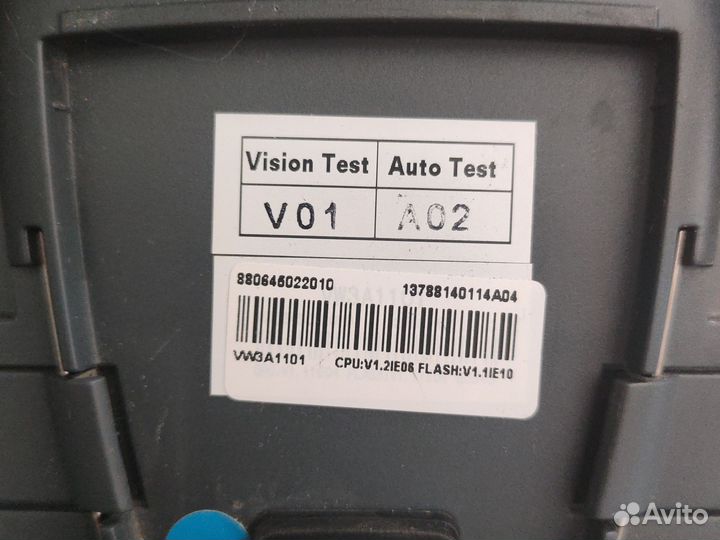 Vision Test Auto Test
V01 A02
880645022010 13788140114A04
VW3A1101 CPU:V1.2IE06 FLASH:V1.1IE10
Avito